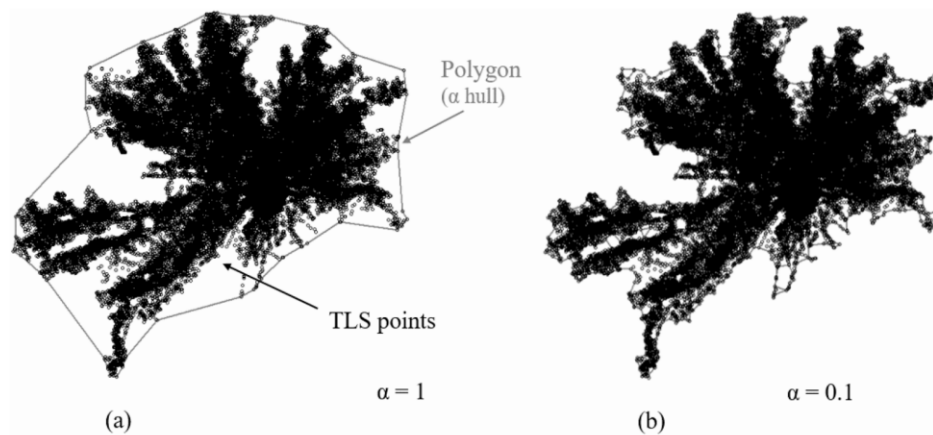 Polygon
(α hull)
TLS points
α = 1
α = 0.1
(a)
(b)